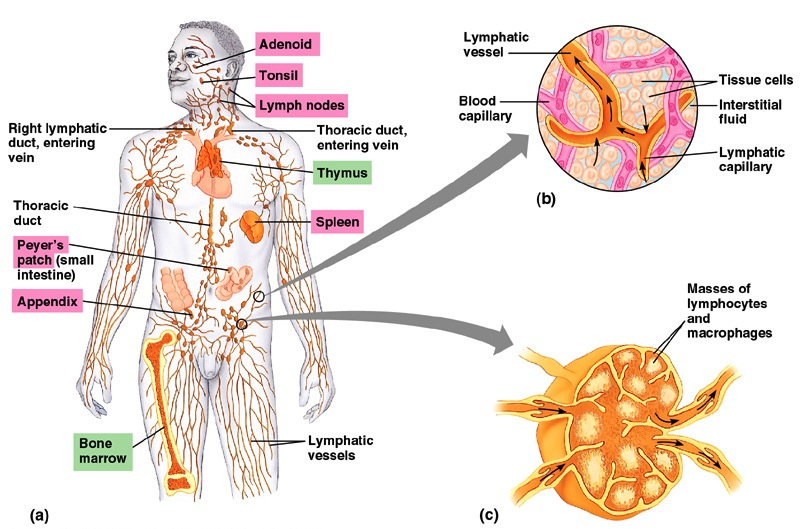 Adenoid
Tonsil
Lymph nodes
Right lymphatic
duct, entering
vein
Thoracic duct,
entering vein
Thymus
Thoracic
duct
Spleen
Peyer's
patch (small
intestine)
Appendix
Bone
marrow
Lymphatic
vessels
(a)
Lymphatic
vessel
Tissue cells
Blood
capillary
Interstitial
fluid
Lymphatic
capillary
(b)
Masses of
lymphocytes
and
macrophages
(c)